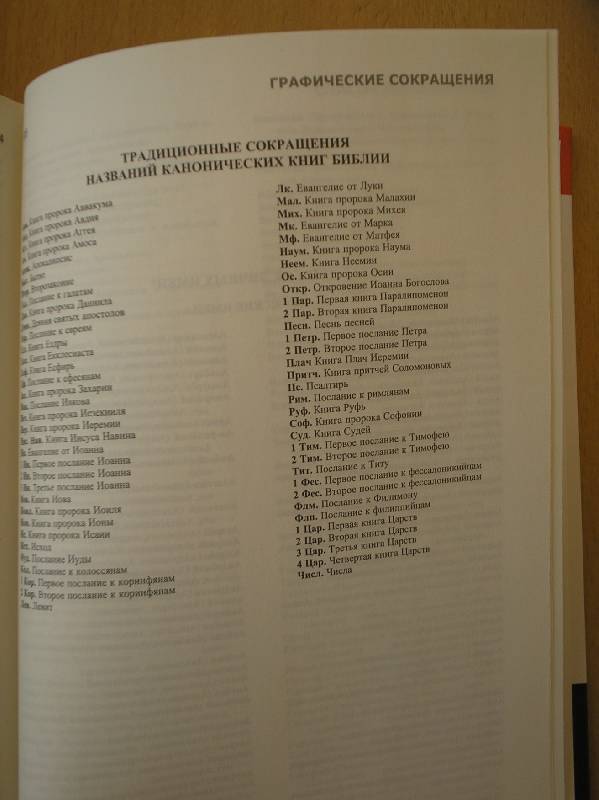 ГРАФИЧЕСКИЕ СОКРАЩЕНИЯ
ТРАДИЦИОННЫЕ СОКРАЩЕНИЯ
НАЗВАНИЙ КАНОНИЧЕСКИХ КНИГ БИБЛИИ
Книга пророка Аввакума
Книга пророка Авдия
Книга пророка Аггея
Книга пророка Амоса
Апокалипсис
Бытие
Второзаконие
Послание к галатам
Книга пророка Даниила
Деяния святых апостолов
Послание к евреям
Книга Ездры
Книга Екклесиаста
Книга Есфирь
Послание к ефесянам
Книга пророка Захарии
Послание Иакова
Книга пророка Иезекииля
Книга пророка Иеремии
Нав. Книга Иисуса Навина
Евангелие от Иоанна
Первое послание Иоанна
Второе послание Иоанна
Третье послание Иоанна
Книга Иова
Книга пророка Иоиля
Книга пророка Ионы
Книга пророка Исаии
Исход
Послание Иуды
Послание к колоссянам
Кор. Первое послание к коринфянам
Кор. Второе послание к коринфянам
Левит
Лк. Евангелие от Луки
Мал. Книга пророка Малахии
Мих. Книга пророка Михея
Мк. Евангелие от Марка
Мф. Евангелие от Матфея
Наум. Книга пророка Наума
Неем. Книга Неемии
Ос. Книга пророка Осии
Откр. Откровение Иоанна Богослова
1 Пар. Первая книга Паралипоменон
2 Пар. Вторая книга Паралипоменон
Песн. Песнь песней
1 Петр. Первое послание Петра
2 Петр. Второе послание Петра
Плач Книга Плач Иеремии
Притч. Книга притчей Соломоновых
Пс. Псалтирь
Рим. Послание к римлянам
Руф. Книга Руфь
Соф. Книга пророка Софонии
Суд. Книга Судей
1 Тим. Первое послание к Тимофею
2 Тим. Второе послание к Тимофею
Тит. Послание к Титу
1 Фес. Первое послание к фессалоникийцам
2 Фес. Второе послание к фессалоникийцам
Флм. Послание к Филимону
Флп. Послание к филиппийцам
1 Цар. Первая книга Царств
2 Цар. Вторая книга Царств
3 Цар. Третья книга Царств
4 Цар. Четвертая книга Царств
Числ. Числа